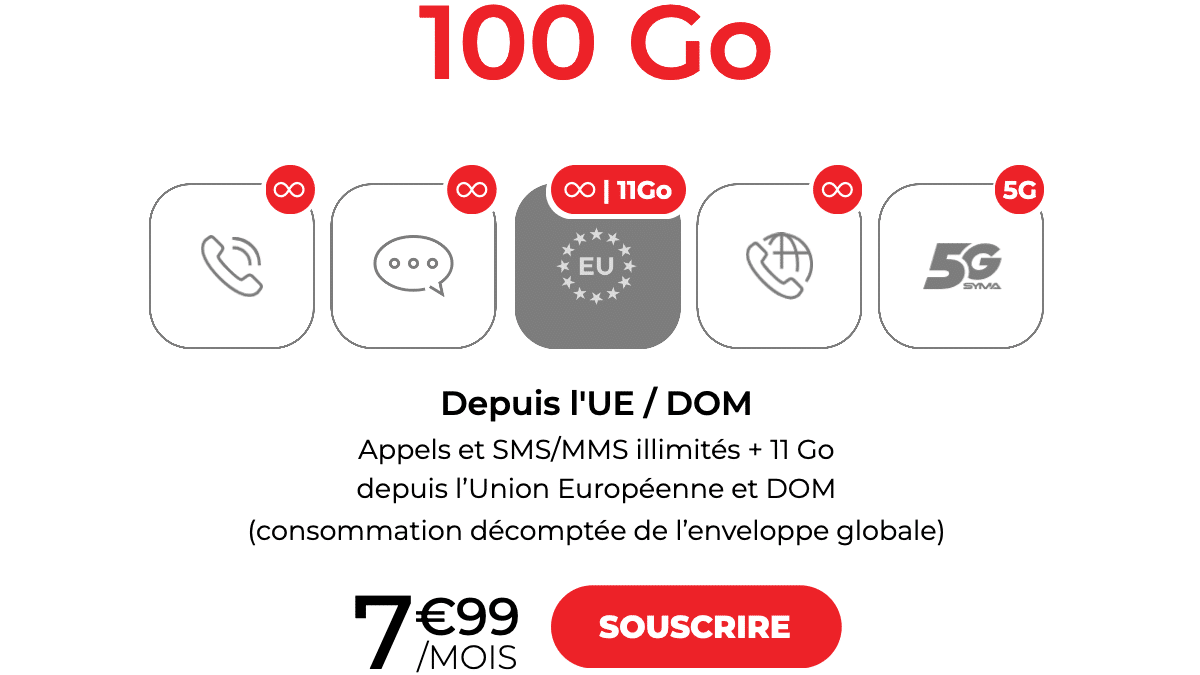 100 Go
∞ ∞ ∞ | 11Go ∞ 5G
EU 5G SYMA
Depuis l'UE / DOM
Appels et SMS/MMS illimités + 11 Go
depuis l’Union Européenne et DOM
(consommation décomptée de l’enveloppe globale)
7€99 /MOIS SOUSCRIRE